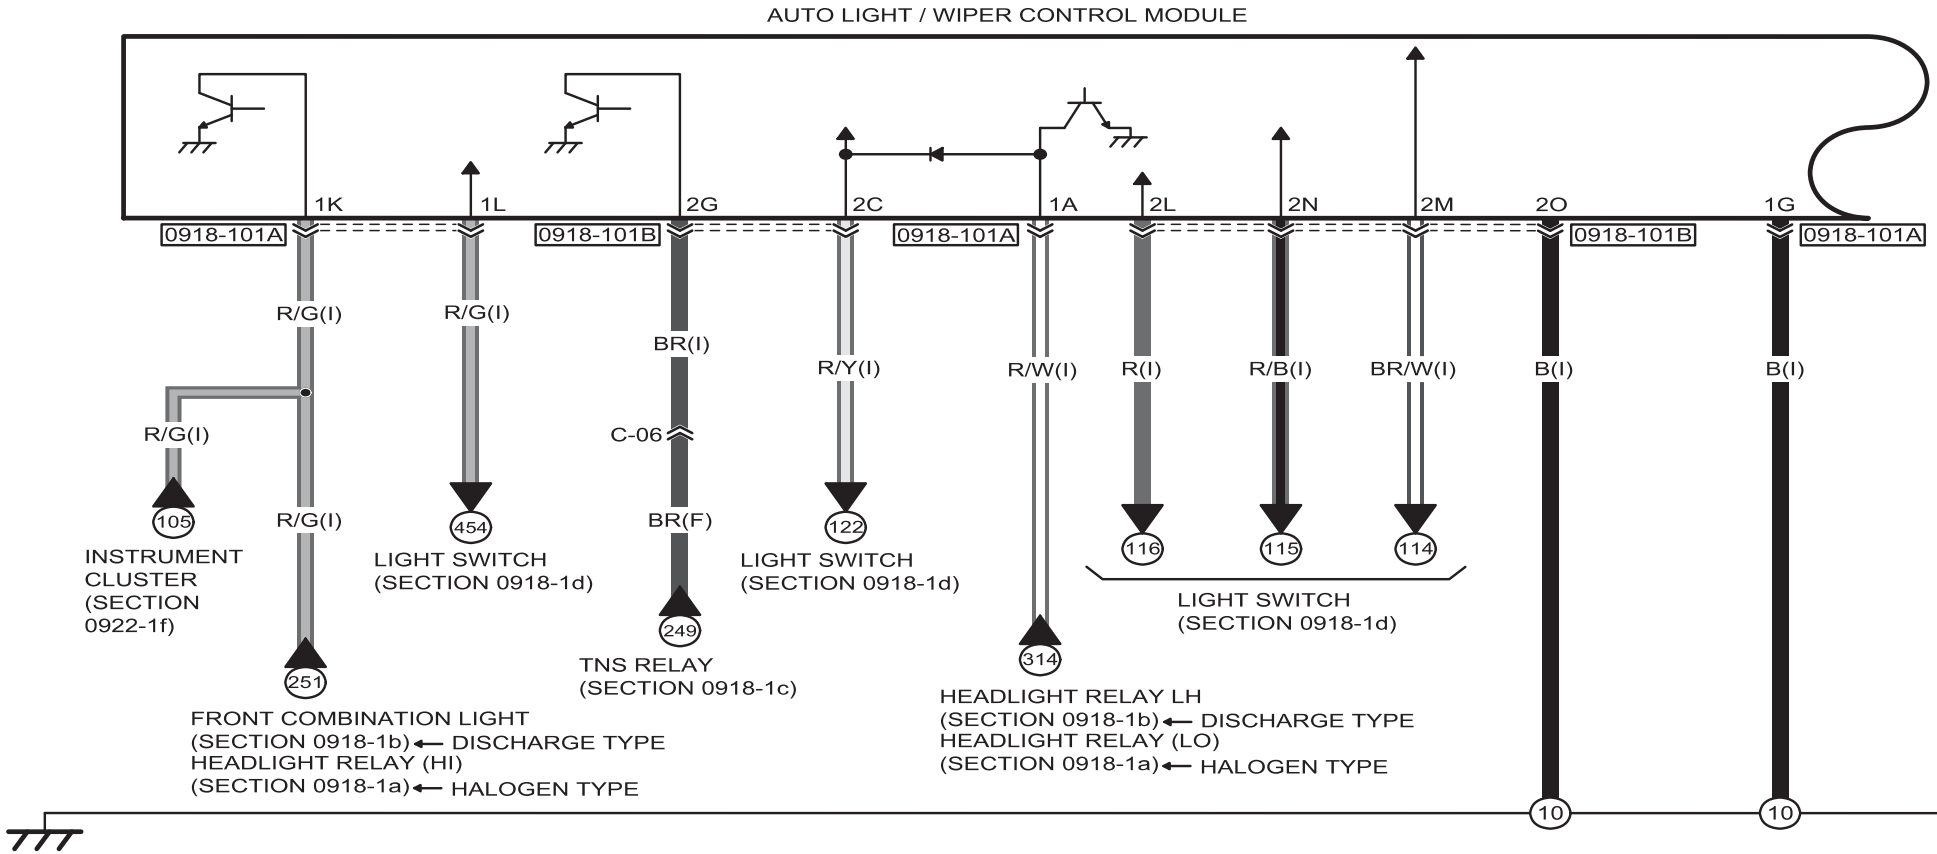 AUTO LIGHT / WIPER CONTROL MODULE
1K 1L 2G 2C 1A 2L 2N 2M 2O 1G
0918-101A 0918-101B 0918-101A 0918-101B 0918-101A
R/G(I) R/G(I)
BR(I)
R/Y(I) R/W(I) R(I) R/B(I) BR/W(I) B(I) B(I)
R/G(I) C-06
R/G(I) BR(F)
105 454 122 116 115 114
INSTRUMENT
CLUSTER
(SECTION
0922-1f)
LIGHT SWITCH
(SECTION 0918-1d)
LIGHT SWITCH
(SECTION 0918-1d)
LIGHT SWITCH
(SECTION 0918-1d)
249
TNS RELAY
(SECTION 0918-1c)
314
251
HEADLIGHT RELAY LH
(SECTION 0918-1b) ← DISCHARGE TYPE
HEADLIGHT RELAY (LO)
(SECTION 0918-1a) ← HALOGEN TYPE
FRONT COMBINATION LIGHT
(SECTION 0918-1b) ← DISCHARGE TYPE
HEADLIGHT RELAY (HI)
(SECTION 0918-1a) ← HALOGEN TYPE
10 10